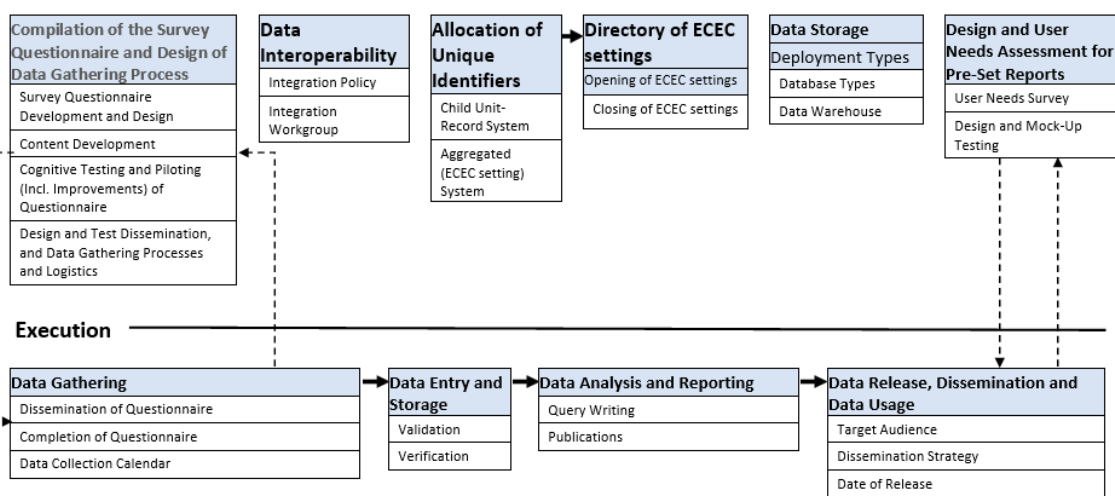 Compilation of the Survey
Questionnaire and Design of
Data Gathering Process
Survey Questionnaire
Development and Design
Content Development
Cognitive Testing and Piloting
(Incl. Improvements) of
Questionnaire
Design and Test Dissemination,
and Data Gathering Processes
and Logistics
Data
Interoperability
Integration Policy
Integration
Workgroup
Allocation of
Unique
Identifiers
Child Unit-
Record System
Aggregated
(ECEC setting)
System
Directory of ECEC
settings
Opening of ECEC settings
Closing of ECEC settings
Data Storage
Deployment Types
Database Types
Data Warehouse
Design and User
Needs Assessment for
Pre-Set Reports
User Needs Survey
Design and Mock-Up
Testing
Execution
Data Gathering
Dissemination of Questionnaire
Completion of Questionnaire
Data Collection Calendar
Data Entry and
Storage
Validation
Verification
Data Analysis and Reporting
Query Writing
Publications
Data Release, Dissemination and
Data Usage
Target Audience
Dissemination Strategy
Date of Release